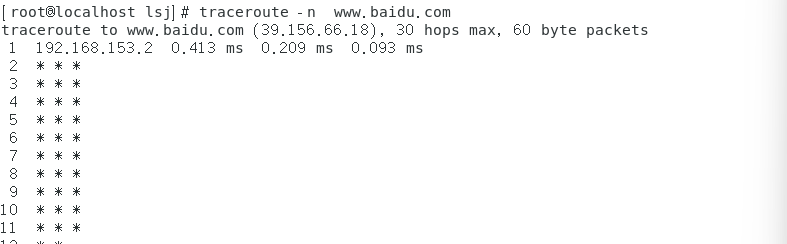 [root@localhost lsj]# traceroute -n  www.baidu.com
traceroute to www.baidu.com (39.156.66.18), 30 hops max, 60 byte packets
 1  192.168.153.2  0.413 ms  0.209 ms  0.093 ms
 2  * * *
 3  * * *
 4  * * *
 5  * * *
 6  * * *
 7  * * *
 8  * * *
 9  * * *
10  * * *
11  * * *